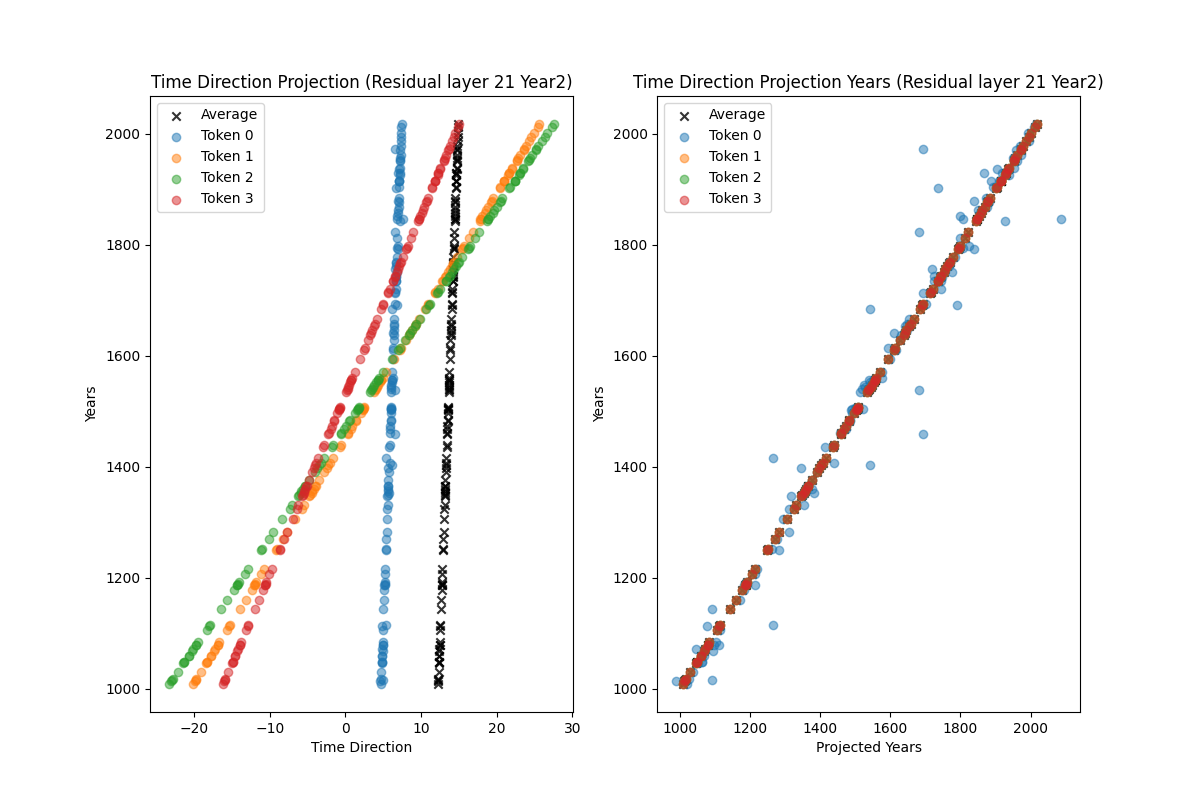 Time Direction Projection (Residual layer 21 Year2)
Average
Token 0
Token 1
Token 2
Token 3
Years
2000
1800
1600
1400
1200
1000
−20 −10 0 10 20 30
Time Direction
Time Direction Projection Years (Residual layer 21 Year2)
Average
Token 0
Token 1
Token 2
Token 3
Years
2000
1800
1600
1400
1200
1000
1000 1200 1400 1600 1800 2000
Projected Years